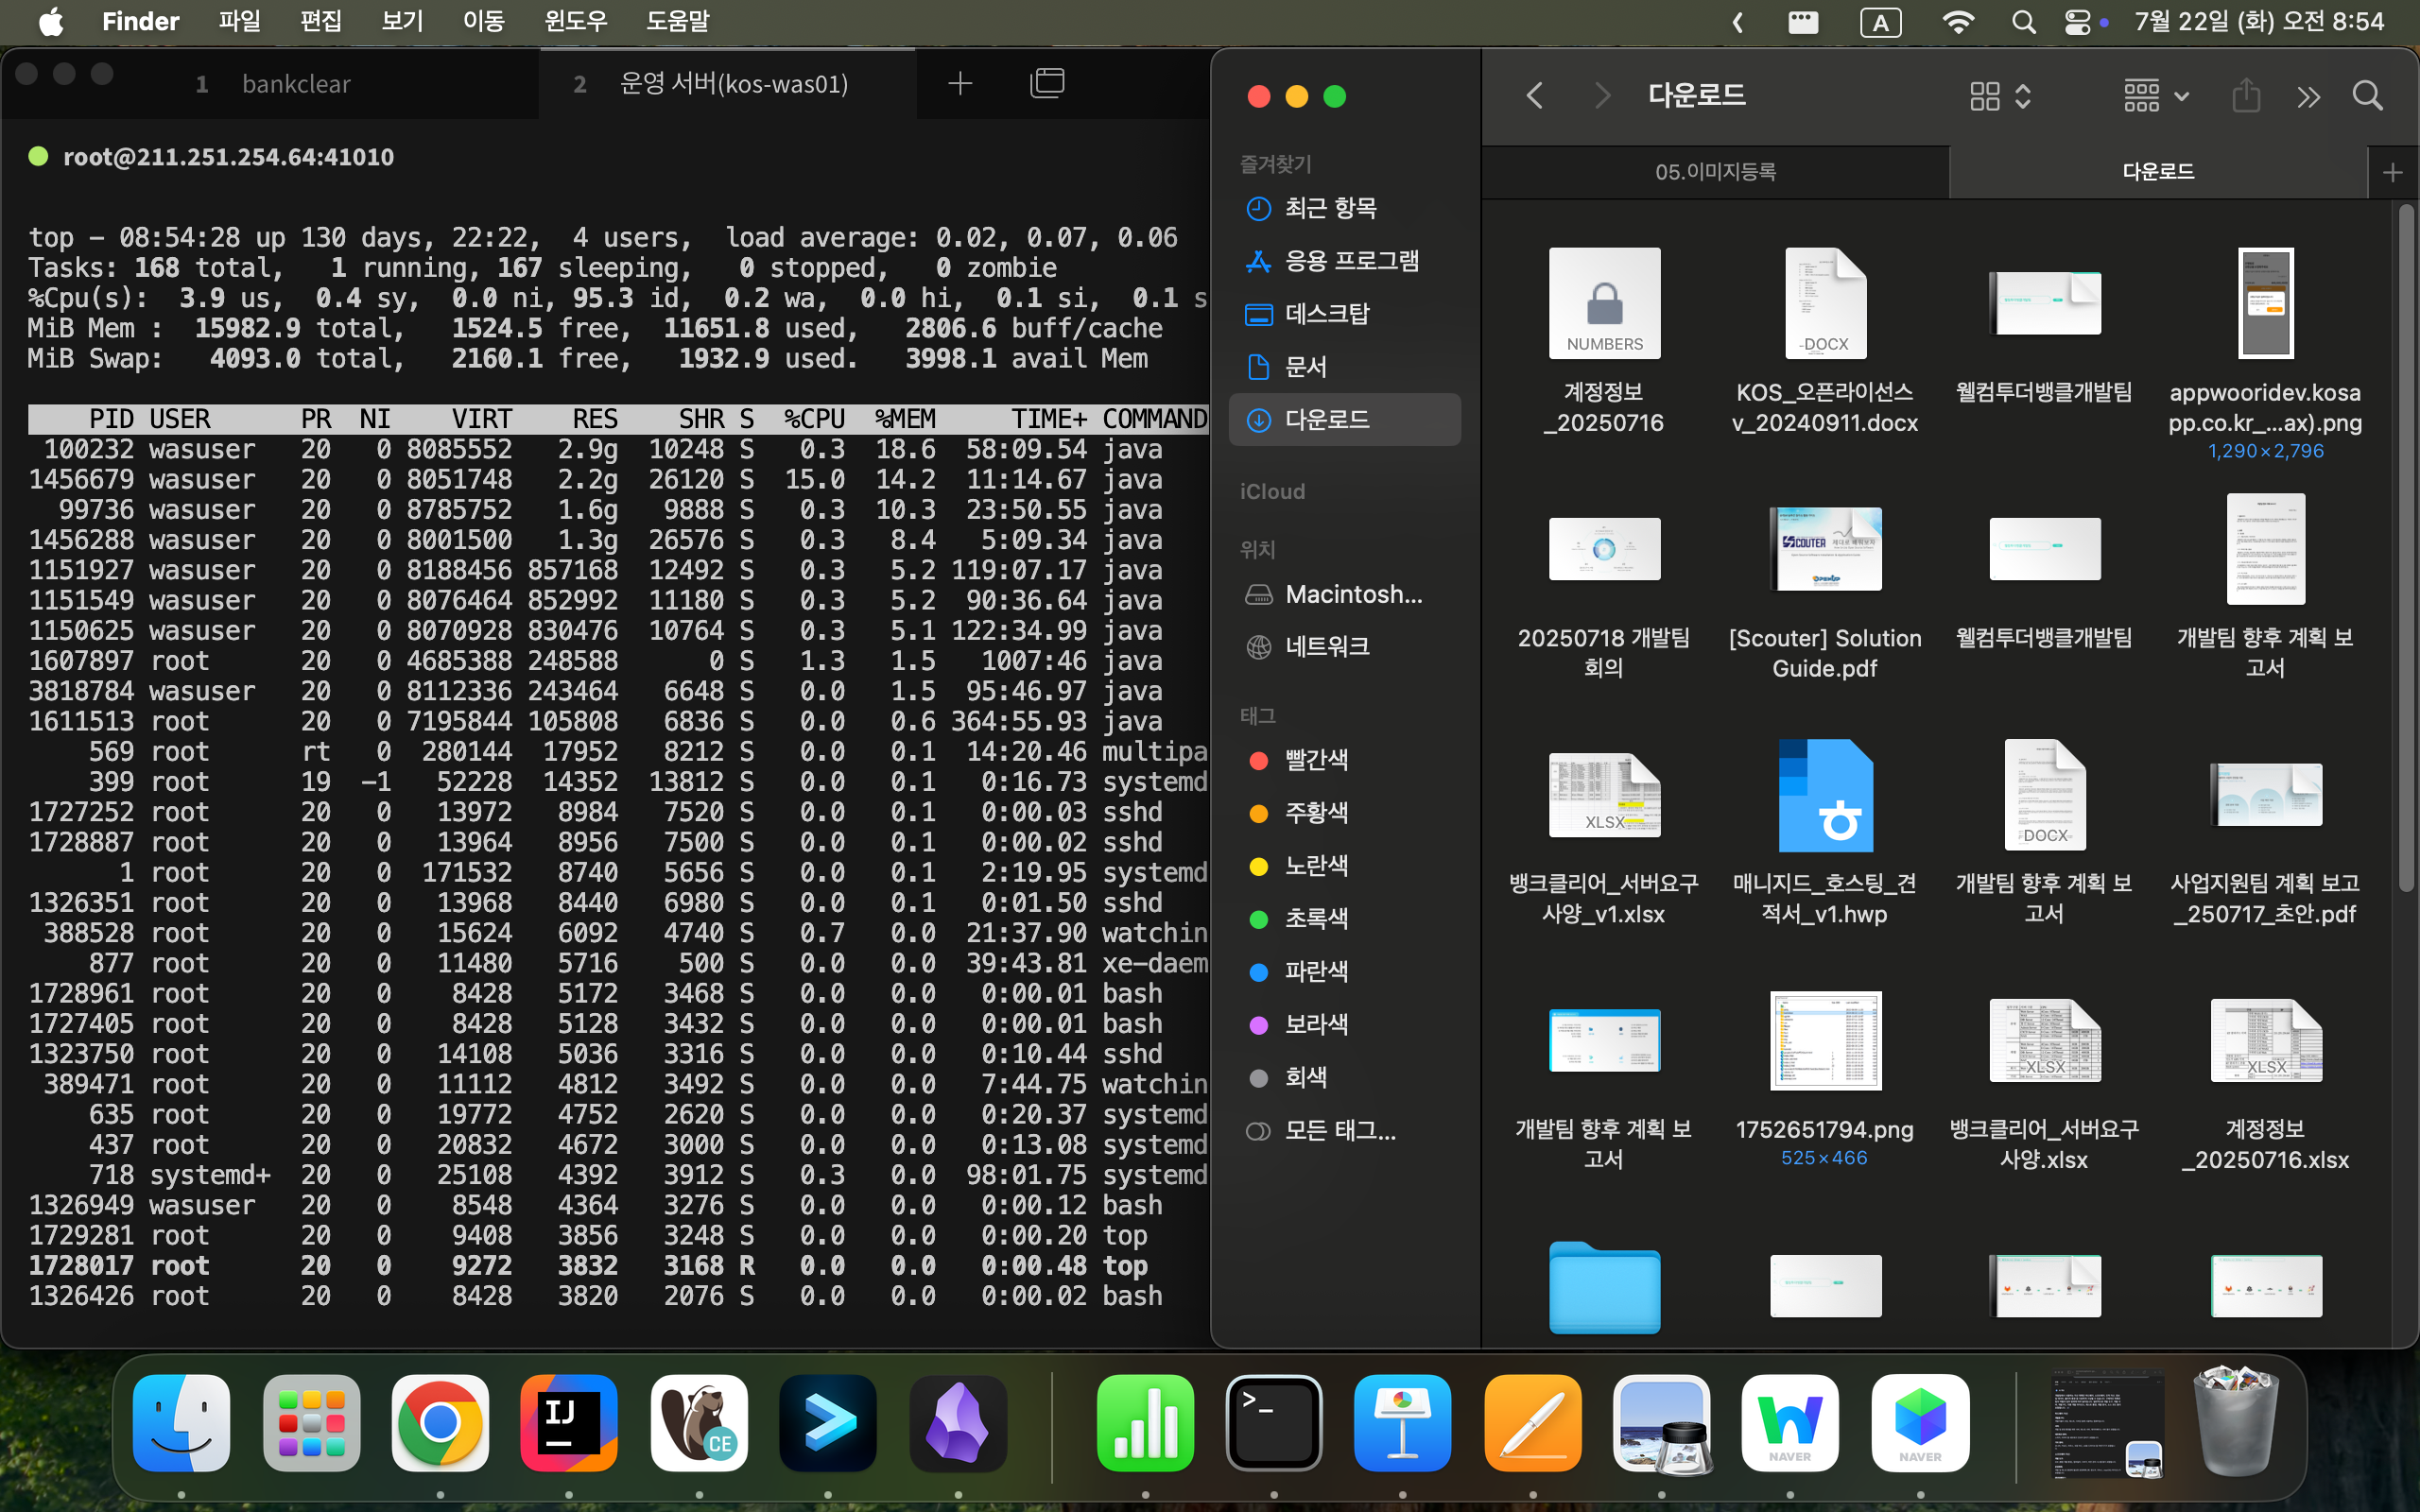 Finder 파일 편집 보기 이동 윈도우 도움말 A 7월 22일 (화) 오전 8:54
1 bankclear 2 운영 서버(kos-was01)
root@211.251.254.64:41010
top - 08:54:28 up 130 days, 22:22, 4 users, load average: 0.02, 0.07, 0.06
Tasks: 168 total, 1 running, 167 sleeping, 0 stopped, 0 zombie
%Cpu(s): 3.9 us, 0.4 sy, 0.0 ni, 95.3 id, 0.2 wa, 0.0 hi, 0.1 si, 0.1 s
MiB Mem : 15982.9 total, 1524.5 free, 11651.8 used, 2806.6 buff/cache
MiB Swap: 4093.0 total, 2160.1 free, 1932.9 used. 3998.1 avail Mem
PID USER PR NI VIRT RES SHR S %CPU %MEM TIME+ COMMAND
100232 wasuser 20 0 8085552 2.9g 10248 S 0.3 18.6 58:09.54 java
1456679 wasuser 20 0 8051748 2.2g 26120 S 15.0 14.2 11:14.67 java
99736 wasuser 20 0 8785752 1.6g 9888 S 0.3 10.3 23:50.55 java
1456288 wasuser 20 0 8001500 1.3g 26576 S 0.3 8.4 5:09.34 java
1151927 wasuser 20 0 8188456 857168 12492 S 0.3 5.2 119:07.17 java
1151549 wasuser 20 0 8076464 852992 11180 S 0.3 5.2 90:36.64 java
1150625 wasuser 20 0 8070928 830476 10764 S 0.3 5.1 122:34.99 java
1607897 root 20 0 4685388 248588 0 S 1.3 1.5 1007:46 java
3818784 wasuser 20 0 8112336 243464 6648 S 0.0 1.5 95:46.97 java
1611513 root 20 0 7195844 105808 6836 S 0.0 0.6 364:55.93 java
569 root rt 0 280144 17952 8212 S 0.0 0.1 14:20.46 multipa
399 root 19 -1 52228 14352 13812 S 0.0 0.1 0:16.73 systemd
1727252 root 20 0 13972 8984 7520 S 0.0 0.1 0:00.03 sshd
1728887 root 20 0 13964 8956 7500 S 0.0 0.1 0:00.02 sshd
1 root 20 0 171532 8740 5656 S 0.0 0.1 2:19.95 systemd
1326351 root 20 0 13968 8440 6980 S 0.0 0.1 0:01.50 sshd
388528 root 20 0 15624 6092 4740 S 0.7 0.0 21:37.90 watchin
877 root 20 0 11480 5716 500 S 0.0 0.0 39:43.81 xe-daem
1728961 root 20 0 8428 5172 3468 S 0.0 0.0 0:00.01 bash
1727405 root 20 0 8428 5128 3432 S 0.0 0.0 0:00.01 bash
1323750 root 20 0 14108 5036 3316 S 0.0 0.0 0:10.44 sshd
389471 root 20 0 11112 4812 3492 S 0.0 0.0 7:44.75 watchin
635 root 20 0 19772 4752 2620 S 0.0 0.0 0:20.37 systemd
437 root 20 0 20832 4672 3000 S 0.0 0.0 0:13.08 systemd
718 systemd+ 20 0 25108 4392 3912 S 0.3 0.0 98:01.75 systemd
1326949 wasuser 20 0 8548 4364 3276 S 0.0 0.0 0:00.12 bash
1729281 root 20 0 9408 3856 3248 S 0.0 0.0 0:00.20 top
1728017 root 20 0 9272 3832 3168 R 0.0 0.0 0:00.48 top
1326426 root 20 0 8428 3820 2076 S 0.0 0.0 0:00.02 bash
즐겨찾기
최근 항목
응용 프로그램
데스크탑
문서
다운로드
iCloud
위치
Macintosh...
네트워크
태그
빨간색
주황색
노란색
초록색
파란색
보라색
회색
모든 태그...
다운로드
05.이미지등록 다운로드
NUMBERS DOCX
계정정보 KOS_오픈라이선스 웰컴투더뱅클개발팀 appwooridev.kosa
_20250716 v_20240911.docx pp.co.kr_...ax).png
1,290×2,796
SCOUTER
20250718 개발팀 [Scouter] Solution 웰컴투더뱅클개발팀 개발팀 향후 계획 보
회의 Guide.pdf 고서
XLSX DOCX
뱅크클리어_서버요구 매니지드_호스팅_견 개발팀 향후 계획 보 사업지원팀 계획 보고
사양_v1.xlsx 적서_v1.hwp 고서 _250717_초안.pdf
XLSX XLSX
개발팀 향후 계획 보 1752651794.png 뱅크클리어_서버요구 계정정보
고서 525×466 사양.xlsx _20250716.xlsx
IJ CE >_ NAVER NAVER